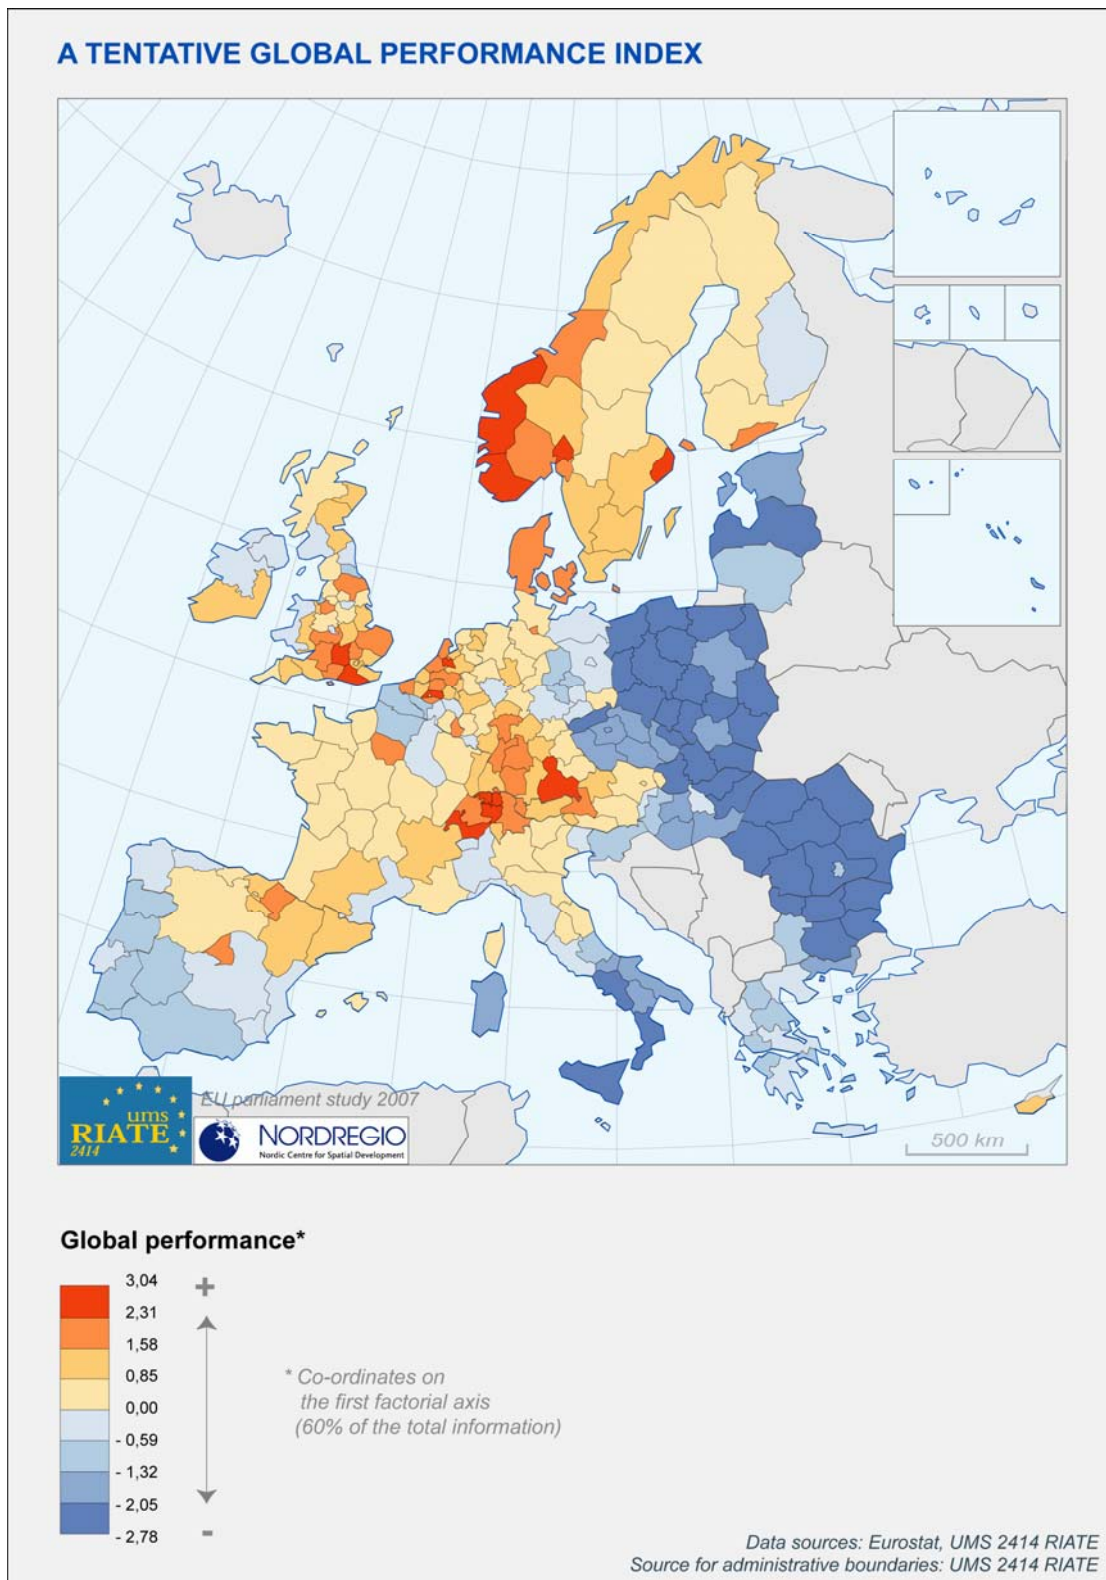 A TENTATIVE GLOBAL PERFORMANCE INDEX
EU parliament study 2007
ums
RIATE
2414
NORDREGIO
Nordic Centre for Spatial Development
500 km
Global performance*
3,04
2,31
1,58
0,85
0,00
- 0,59
- 1,32
- 2,05
- 2,78
+
-
* Co-ordinates on
the first factorial axis
(60% of the total information)
Data sources: Eurostat, UMS 2414 RIATE
Source for administrative boundaries: UMS 2414 RIATE